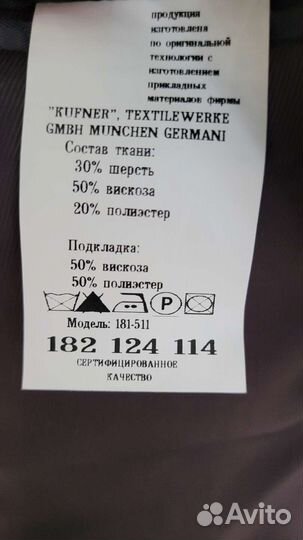 продукция
изготовлена
по оригинальной
технологии с
изготовлением
прикладных
материалов фирмы
"KUFNER", TEXTILEWERKE
GMBH MUNCHEN GERMANI
Состав ткани:
30% шерсть
50% вискоза
20% полиэстер
Подкладка:
50% вискоза
50% полиэстер
P
Модель: 181-511
182 124 114
СЕРТИФИЦИРОВАННОЕ
КАЧЕСТВО
Avito